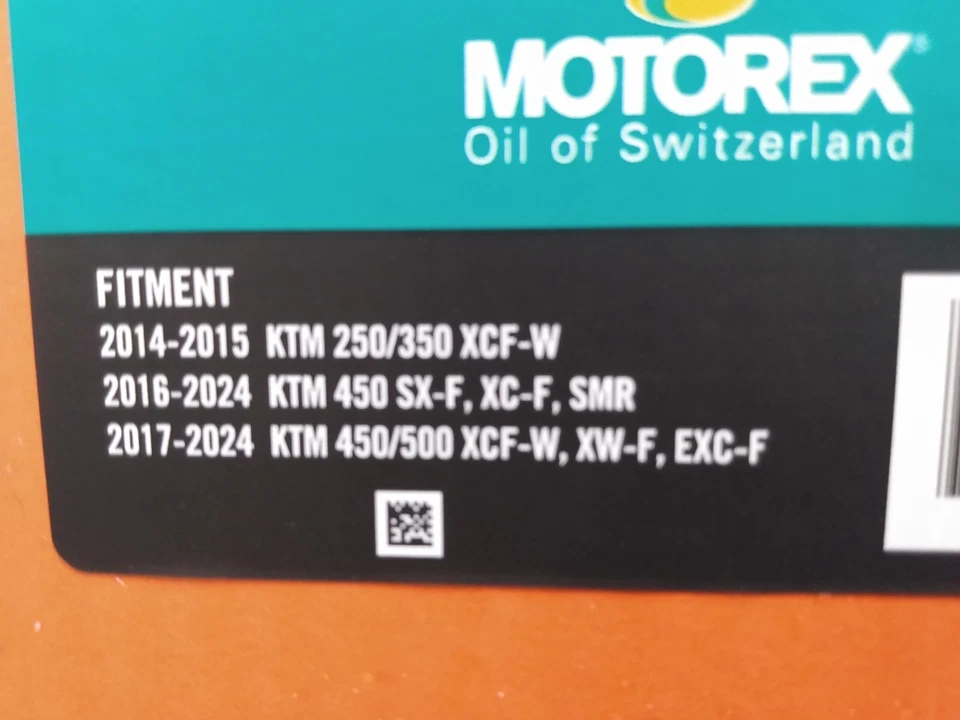 MOTOREX®
Oil of Switzerland
FITMENT
2014-2015 KTM 250/350 XCF-W
2016-2024 KTM 450 SX-F, XC-F, SMR
2017-2024 KTM 450/500 XCF-W, XW-F, EXC-F